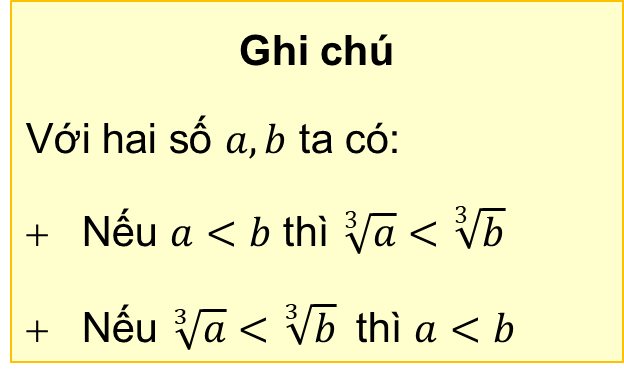 Ghi chú
Với hai số a, b ta có:
+ Nếu a < b thì ∛a < ∛b
+ Nếu ∛a < ∛b thì a < b